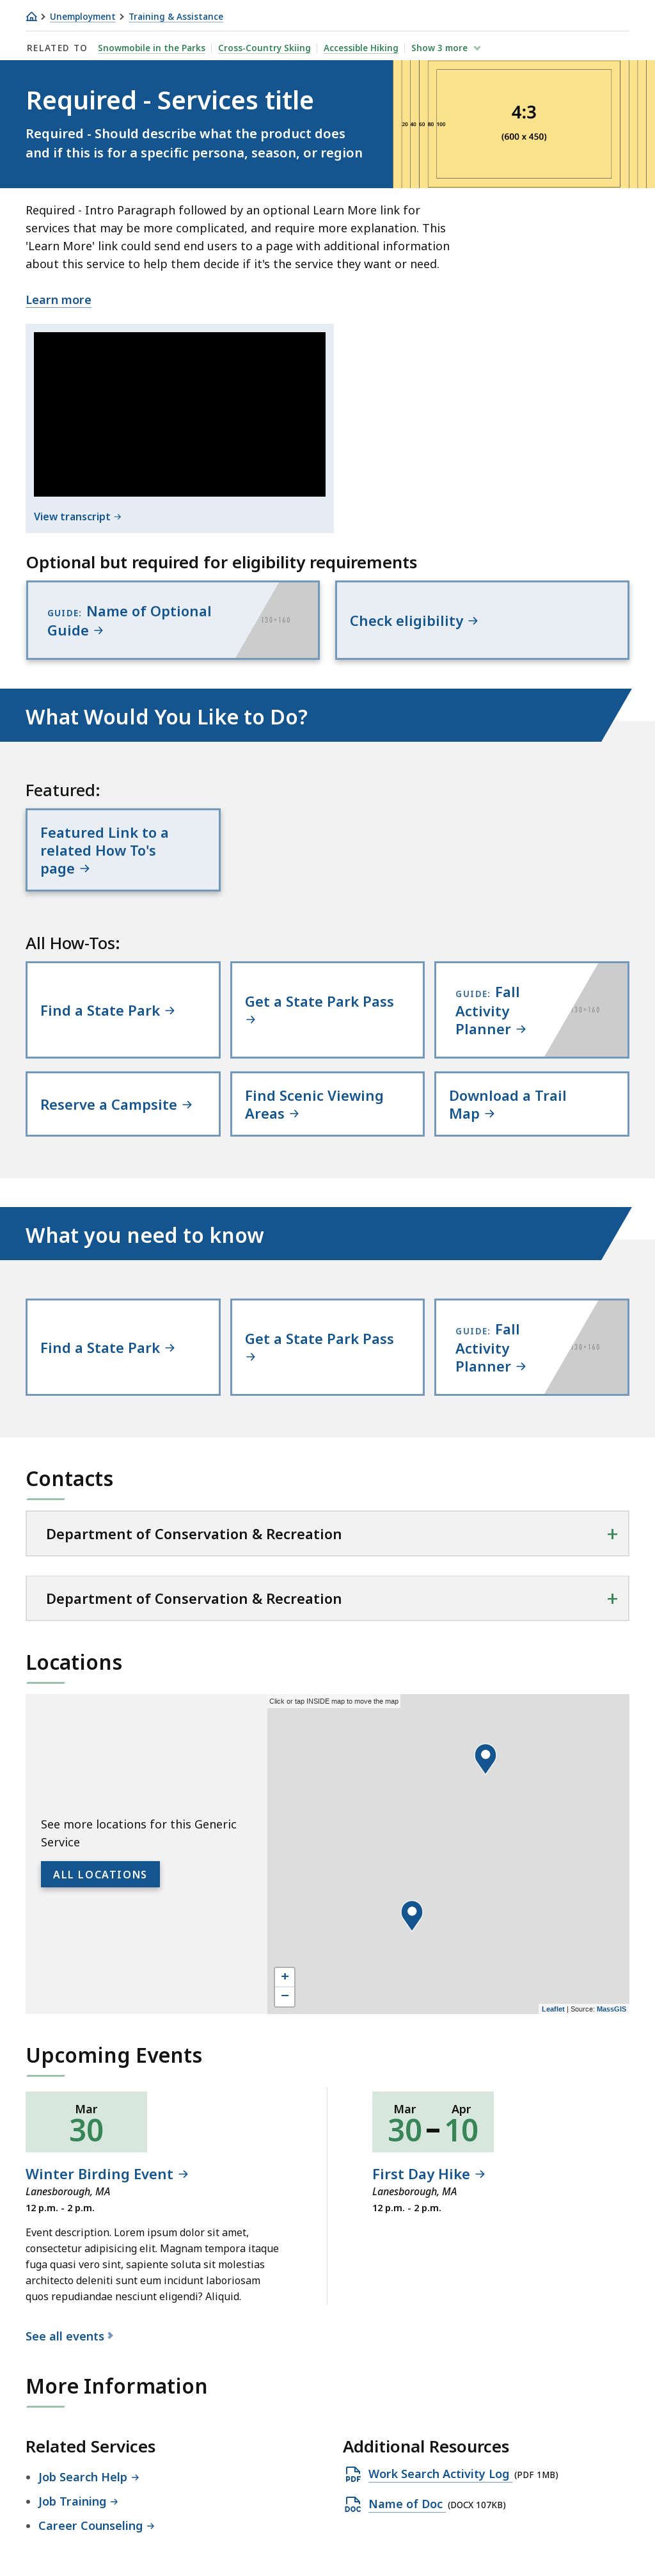 Unemployment Training & Assistance
RELATED TO Snowmobile in the Parks Cross-Country Skiing Accessible Hiking Show 3 more
Required - Services title
Required - Should describe what the product does
and if this is for a specific persona, season, or region
20 40 60 80 100
4:3
(600 x 450)
Required - Intro Paragraph followed by an optional Learn More link for
services that may be more complicated, and require more explanation. This
'Learn More' link could send end users to a page with additional information
about this service to help them decide if it's the service they want or need.
Learn more
View transcript →
Optional but required for eligibility requirements
GUIDE: Name of Optional
Guide →
130×160
Check eligibility →
What Would You Like to Do?
Featured:
Featured Link to a
related How To's
page →
All How-Tos:
Find a State Park →
Get a State Park Pass
→
GUIDE: Fall
Activity
Planner →
130×160
Reserve a Campsite →
Find Scenic Viewing
Areas →
Download a Trail
Map →
What you need to know
Find a State Park →
Get a State Park Pass
→
GUIDE: Fall
Activity
Planner →
130×160
Contacts
Department of Conservation & Recreation +
Department of Conservation & Recreation +
Locations
Click or tap INSIDE map to move the map
See more locations for this Generic
Service
ALL LOCATIONS
+
−
Leaflet | Source: MassGIS
Upcoming Events
Mar
30
Winter Birding Event →
Lanesborough, MA
12 p.m. - 2 p.m.
Event description. Lorem ipsum dolor sit amet,
consectetur adipisicing elit. Magnam tempora itaque
fuga quasi vero sint, sapiente soluta sit molestias
architecto deleniti sunt eum incidunt laboriosam
quos repudiandae nesciunt eligendi? Aliquid.
Mar Apr
30 – 10
First Day Hike →
Lanesborough, MA
12 p.m. - 2 p.m.
See all events
More Information
Related Services
• Job Search Help →
• Job Training →
• Career Counseling →
Additional Resources
PDF Work Search Activity Log (PDF 1MB)
DOC Name of Doc (DOCX 107KB)